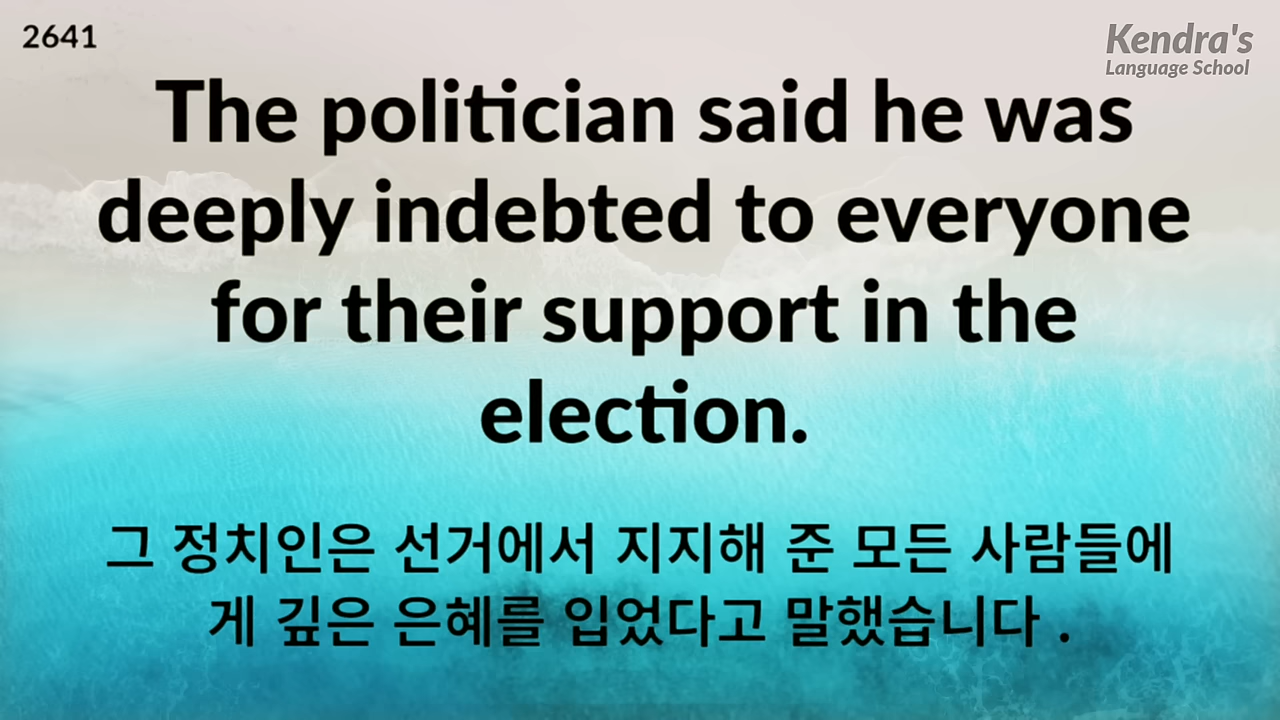 2641
Kendra's
Language School
The politician said he was
deeply indebted to everyone
for their support in the
election.
그 정치인은 선거에서 지지해 준 모든 사람들에
게 깊은 은혜를 입었다고 말했습니다 .